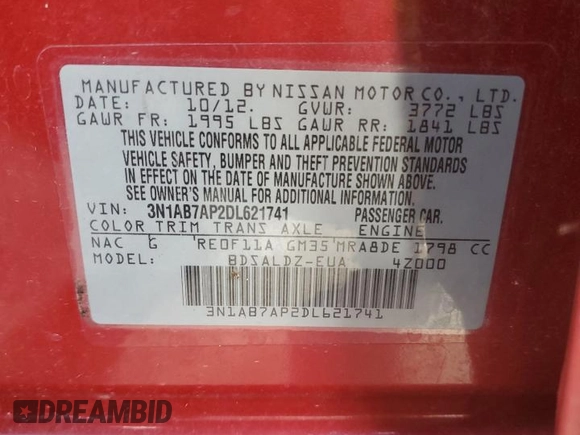 MANUFACTURED BY NISSAN MOTOR CO., LTD.
DATE: 10/12. GVWR: 3772 LBS
GAWR FR: 1995 LBS GAWR RR: 1841 LBS
THIS VEHICLE CONFORMS TO ALL APPLICABLE FEDERAL MOTOR
VEHICLE SAFETY, BUMPER AND THEFT PREVENTION STANDARDS
IN EFFECT ON THE DATE OF MANUFACTURE SHOWN ABOVE.
SEE OWNER'S MANUAL FOR ADDITIONAL INFORMATION.
VIN: 3N1AB7AP2DL621741 PASSENGER CAR.
COLOR TRIM TRANS AXLE ENGINE
NAC G RE0F11A GM35 MRA8DE 1798 CC
BDSALDZ-EUA 4Z000
3N1AB7AP2DL621741
DREAMBID